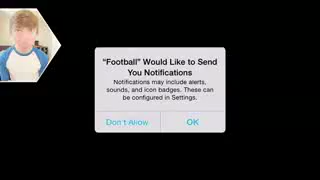 “Football” Would Like to Send
You Notifications
Notifications may include alerts,
sounds, and icon badges. These can
be configured in Settings.
Don't Allow
OK